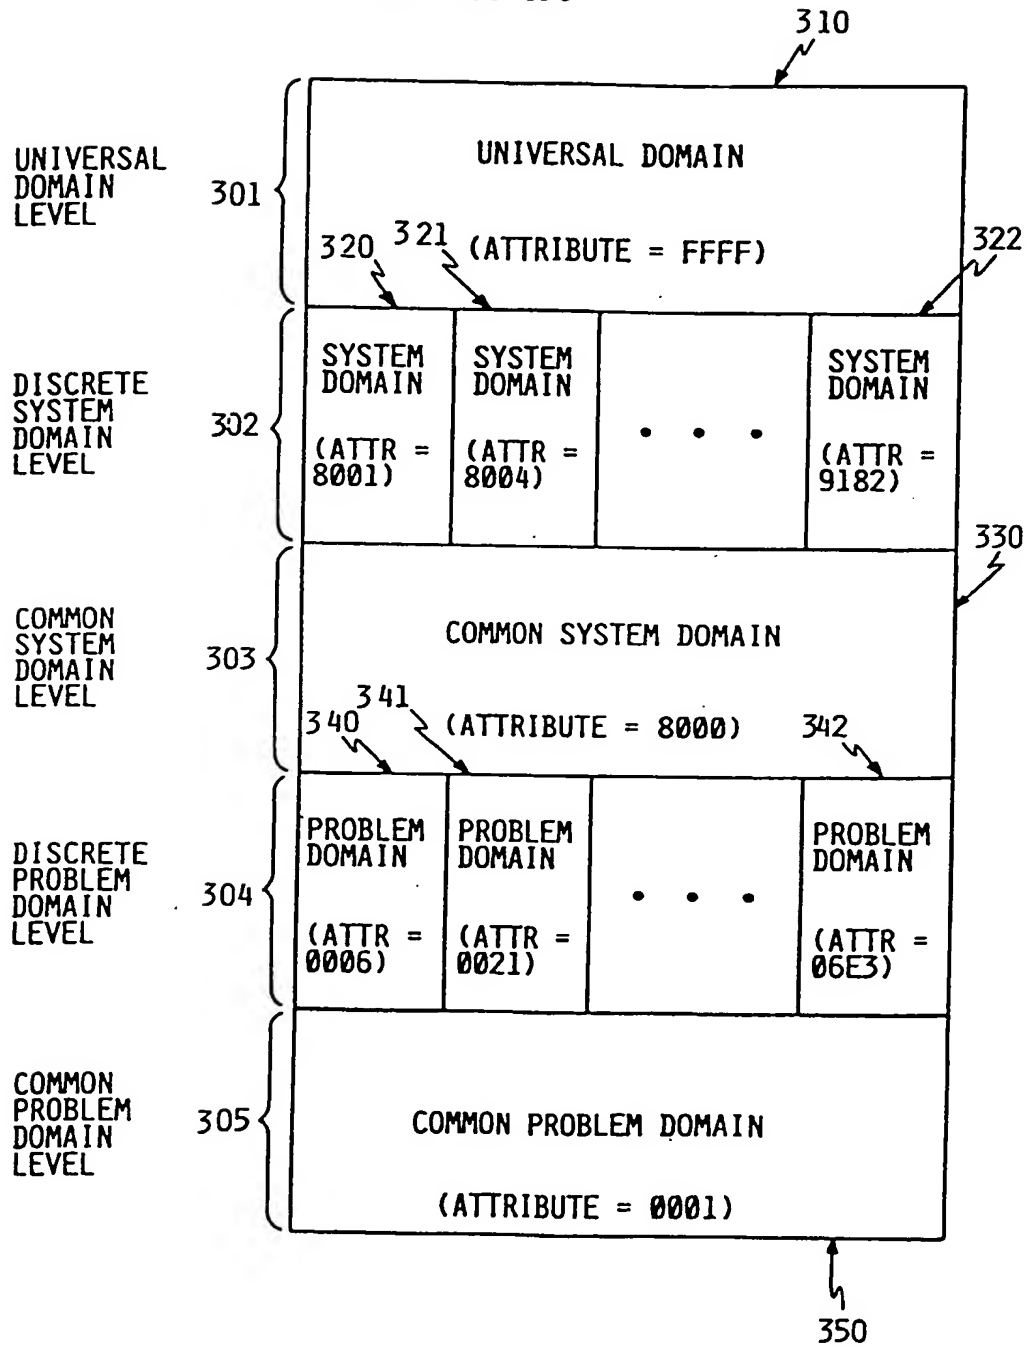 310
UNIVERSAL
DOMAIN
LEVEL
301
UNIVERSAL DOMAIN
(ATTRIBUTE = FFFF)
320
321
322
DISCRETE
SYSTEM
DOMAIN
LEVEL
302
SYSTEM
DOMAIN
(ATTR =
8001)
SYSTEM
DOMAIN
(ATTR =
8004)
• • •
SYSTEM
DOMAIN
(ATTR =
9182)
330
COMMON
SYSTEM
DOMAIN
LEVEL
303
COMMON SYSTEM DOMAIN
(ATTRIBUTE = 8000)
340
341
342
DISCRETE
PROBLEM
DOMAIN
LEVEL
304
PROBLEM
DOMAIN
(ATTR =
0006)
PROBLEM
DOMAIN
(ATTR =
0021)
• • •
PROBLEM
DOMAIN
(ATTR =
06E3)
COMMON
PROBLEM
DOMAIN
LEVEL
305
COMMON PROBLEM DOMAIN
(ATTRIBUTE = 0001)
350